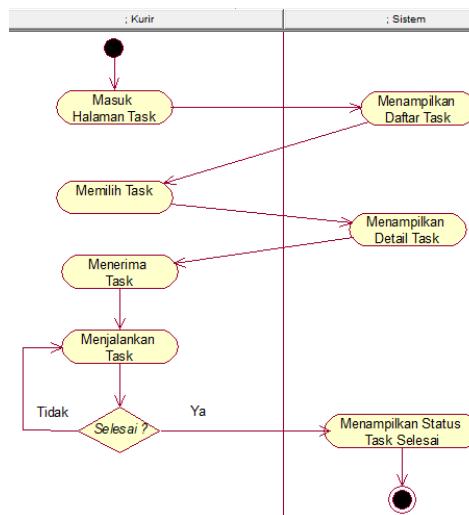 ; Kurir
; Sistem
Masuk
Halaman Task
Menampilkan
Daftar Task
Memilih Task
Menampilkan
Detail Task
Menerima
Task
Menjalankan
Task
Tidak
Selesai ?
Ya
Menampilkan Status
Task Selesai